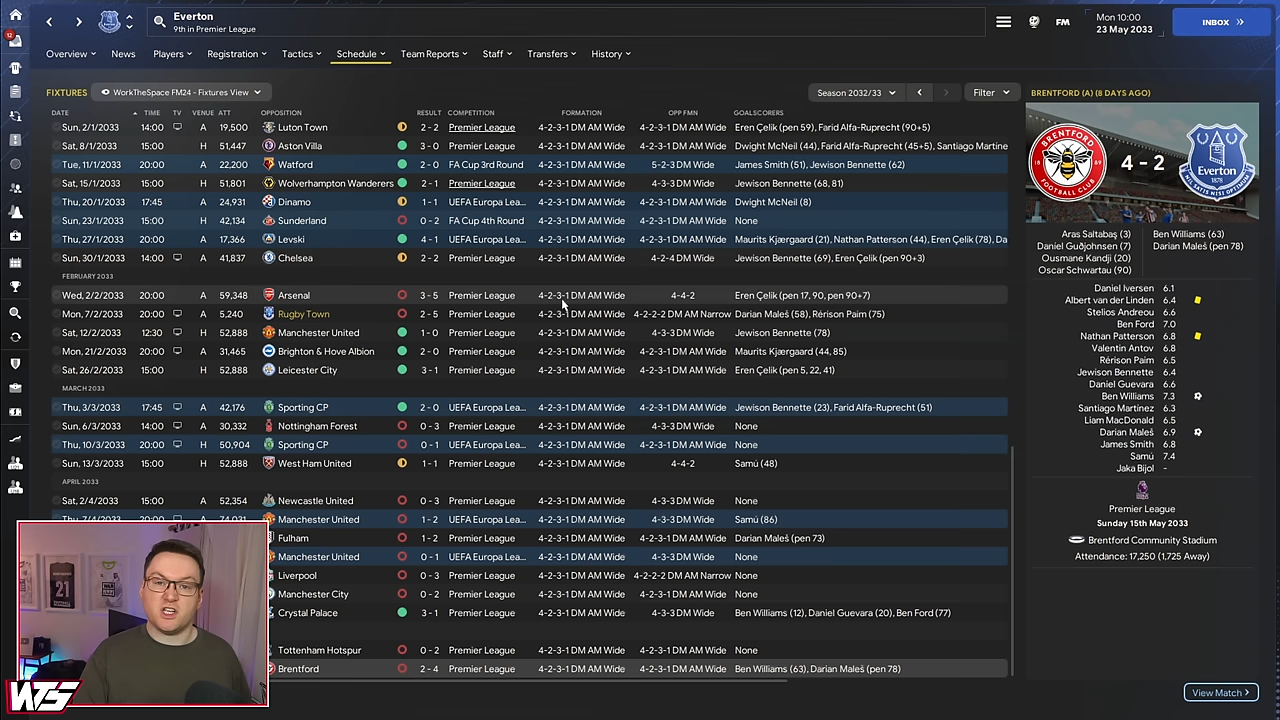 Everton
9th in Premier League
FM
Mon 10:00
23 May 2033
INBOX
12
Overview
News
Players
Registration
Tactics
Schedule
Team Reports
Staff
Transfers
History
FIXTURES
WorkTheSpace FM24 - Fixtures View
Season 2032/33
Filter
DATE TIME TV VENUE ATT OPPOSITION RESULT COMPETITION FORMATION OPP FMN GOALSCORERS
Sun, 2/1/2033 14:00 A 19,500 Luton Town 2 - 2 Premier League 4-2-3-1 DM AM Wide 4-2-3-1 DM AM Wide Eren Çelik (pen 59), Farid Alfa-Ruprecht (90+5)
Sat, 8/1/2033 15:00 H 51,447 Aston Villa 3 - 0 Premier League 4-2-3-1 DM AM Wide 4-2-3-1 DM AM Wide Dwight McNeil (44), Farid Alfa-Ruprecht (45+5), Santiago Martine
Tue, 11/1/2033 20:00 A 22,200 Watford 2 - 0 FA Cup 3rd Round 4-2-3-1 DM AM Wide 5-2-3 DM Wide James Smith (51), Jewison Bennette (62)
Sat, 15/1/2033 15:00 H 51,801 Wolverhampton Wanderers 2 - 1 Premier League 4-2-3-1 DM AM Wide 4-3-3 DM Wide Jewison Bennette (68, 81)
Thu, 20/1/2033 17:45 A 24,931 Dinamo 1 - 1 UEFA Europa Lea... 4-2-3-1 DM AM Wide 4-2-3-1 DM AM Wide Dwight McNeil (8)
Sun, 23/1/2033 15:00 H 42,134 Sunderland 0 - 2 FA Cup 4th Round 4-2-3-1 DM AM Wide 4-2-3-1 DM AM Wide None
Thu, 27/1/2033 20:00 A 17,366 Levski 4 - 1 UEFA Europa Lea... 4-2-3-1 DM AM Wide 4-2-3-1 DM AM Wide Maurits Kjærgaard (21), Nathan Patterson (44), Eren Çelik (78), Da
Sun, 30/1/2033 14:00 A 41,837 Chelsea 2 - 2 Premier League 4-2-3-1 DM AM Wide 4-2-4 DM Wide Jewison Bennette (69), Eren Çelik (pen 90+3)
FEBRUARY 2033
Wed, 2/2/2033 20:00 A 59,348 Arsenal 3 - 5 Premier League 4-2-3-1 DM AM Wide 4-4-2 Eren Çelik (pen 17, 90, pen 90+7)
Mon, 7/2/2033 20:00 A 5,240 Rugby Town 2 - 5 Premier League 4-2-3-1 DM AM Wide 4-2-2-2 DM AM Narrow Darian Maleš (58), Rérison Paim (75)
Sat, 12/2/2033 12:30 H 52,888 Manchester United 1 - 0 Premier League 4-2-3-1 DM AM Wide 4-3-3 DM Wide Jewison Bennette (78)
Mon, 21/2/2033 20:00 A 31,465 Brighton & Hove Albion 2 - 0 Premier League 4-2-3-1 DM AM Wide 4-2-3-1 DM AM Wide Maurits Kjærgaard (44, 85)
Sat, 26/2/2033 15:00 H 52,888 Leicester City 3 - 1 Premier League 4-2-3-1 DM AM Wide 4-2-3-1 DM AM Wide Eren Çelik (pen 5, 22, 41)
MARCH 2033
Thu, 3/3/2033 17:45 A 42,176 Sporting CP 2 - 0 UEFA Europa Lea... 4-2-3-1 DM AM Wide 4-2-3-1 DM AM Wide Jewison Bennette (23), Farid Alfa-Ruprecht (51)
Sun, 6/3/2033 14:00 A 30,332 Nottingham Forest 0 - 3 Premier League 4-2-3-1 DM AM Wide 4-2-3-1 DM AM Wide None
Thu, 10/3/2033 20:00 H 50,904 Sporting CP 0 - 1 UEFA Europa Lea... 4-2-3-1 DM AM Wide 4-2-3-1 DM AM Wide None
Sun, 13/3/2033 15:00 H 52,888 West Ham United 1 - 1 Premier League 4-2-3-1 DM AM Wide 4-4-2 Samú (48)
APRIL 2033
Sat, 2/4/2033 15:00 A 52,354 Newcastle United 0 - 3 Premier League 4-2-3-1 DM AM Wide 4-3-3 DM Wide None
Thu, 7/4/2033 20:00 A 74,031 Manchester United 1 - 2 UEFA Europa Lea... 4-2-3-1 DM AM Wide 4-3-3 DM Wide Samú (86)
Fulham 1 - 2 Premier League 4-2-3-1 DM AM Wide 4-2-3-1 DM AM Wide Darian Maleš (pen 73)
Manchester United 0 - 1 UEFA Europa Lea... 4-2-3-1 DM AM Wide 4-3-3 DM Wide None
Liverpool 0 - 3 Premier League 4-2-3-1 DM AM Wide 4-2-2-2 DM AM Narrow None
Manchester City 0 - 2 Premier League 4-2-3-1 DM AM Wide 4-3-3 DM Wide None
Crystal Palace 3 - 1 Premier League 4-2-3-1 DM AM Wide 4-3-3 DM Wide Ben Williams (12), Daniel Guevara (20), Ben Ford (77)
Tottenham Hotspur 0 - 2 Premier League 4-2-3-1 DM AM Wide 4-2-3-1 DM AM Wide None
Brentford 2 - 4 Premier League 4-2-3-1 DM AM Wide 4-2-3-1 DM AM Wide Ben Williams (63), Darian Maleš (pen 78)
BRENTFORD (A) (8 DAYS AGO)
BRENTFORD
FOOTBALL CLUB
18 89
4 - 2
Everton
1878
Aras Saltabaş (3)
Daníel Guðjohnsen (7)
Ousmane Kandji (20)
Oscar Schwartau (90)
Ben Williams (63)
Darian Maleš (pen 78)
Daniel Iversen 6.1
Albert van der Linden 6.4
Stelios Andreou 6.6
Ben Ford 7.0
Nathan Patterson 6.8
Valentin Antov 6.8
Rérison Paim 6.5
Jewison Bennette 6.4
Daniel Guevara 6.6
Ben Williams 7.3
Santiago Martínez 6.3
Liam MacDonald 6.5
Darian Maleš 6.9
James Smith 6.8
Samú 7.4
Jaka Bijol -
Premier League
Sunday 15th May 2033
Brentford Community Stadium
Attendance: 17,250 (1,725 Away)
View Match
21
WTS